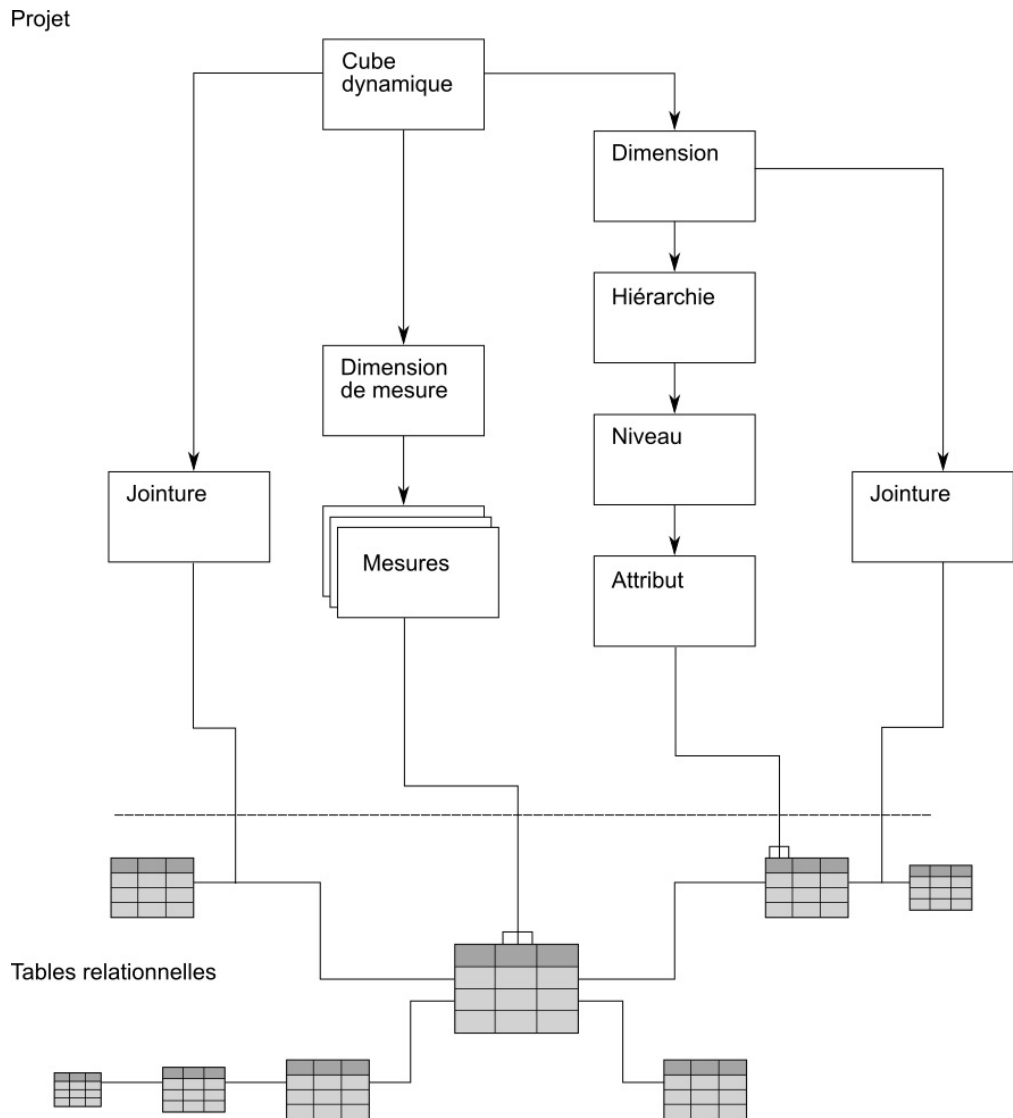 Projet
Cube
dynamique
Dimension
Hiérarchie
Dimension
de mesure
Niveau
Jointure
Jointure
Mesures
Attribut
Tables relationnelles